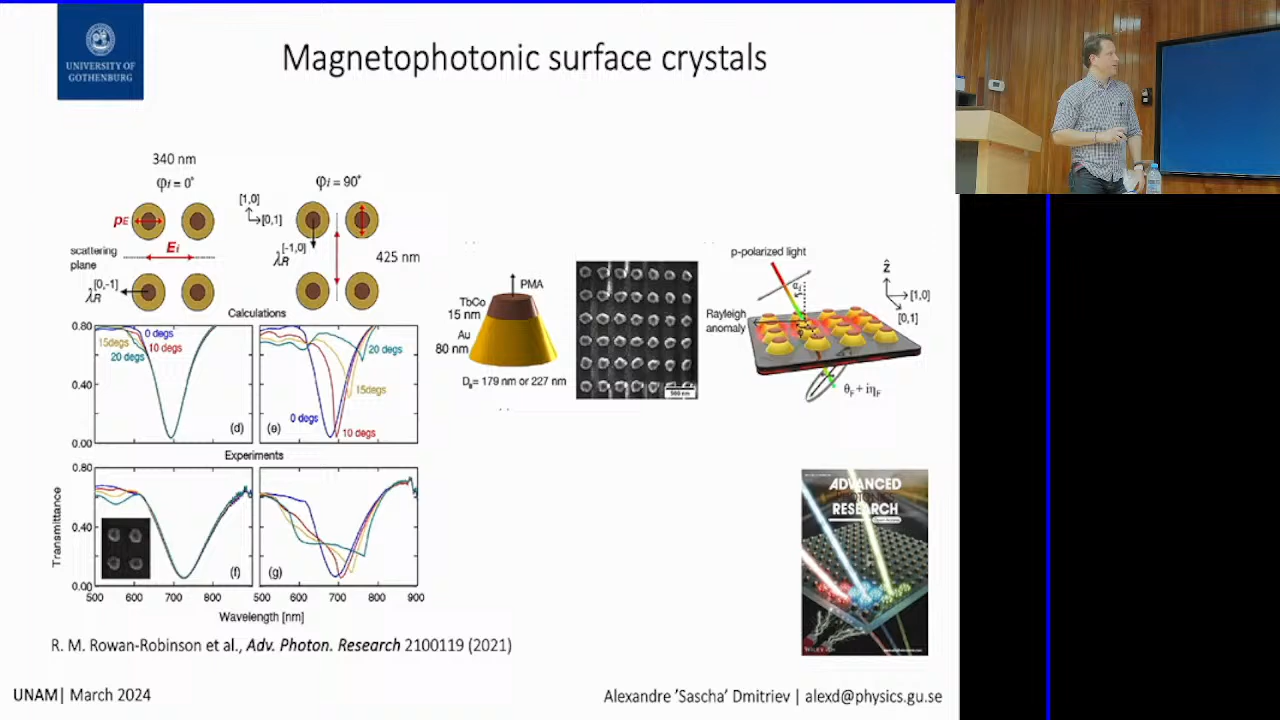 UNIVERSITY OF
GOTHENBURG
Magnetophotonic surface crystals
340 nm
φi = 0°
φi = 90°
[1,0]
[0,1]
pE
Ei
scattering
plane
[0,-1]
λR
[-1,0]
λR
425 nm
Calculations
0.80
0.40
0.00
0 degs
15degs
10 degs
20 degs
(d)
20 degs
15degs
0 degs
10 degs
(e)
Experiments
0.80
0.40
0.00
Transmittance
(f)
(g)
500 600 700 800
600 700 800 900
Wavelength [nm]
PMA
TbCo
15 nm
Au
80 nm
= 179 nm or 227 nm
500 nm
p-polarized light
αi
Rayleigh
anomaly
ẑ
[1,0]
[0,1]
θF + iηF
ADVANCED
PHOTONICS
RESEARCH
Open Access
R. M. Rowan-Robinson et al., Adv. Photon. Research 2100119 (2021)
UNAM| March 2024
Alexandre 'Sascha' Dmitriev | alexd@physics.gu.se